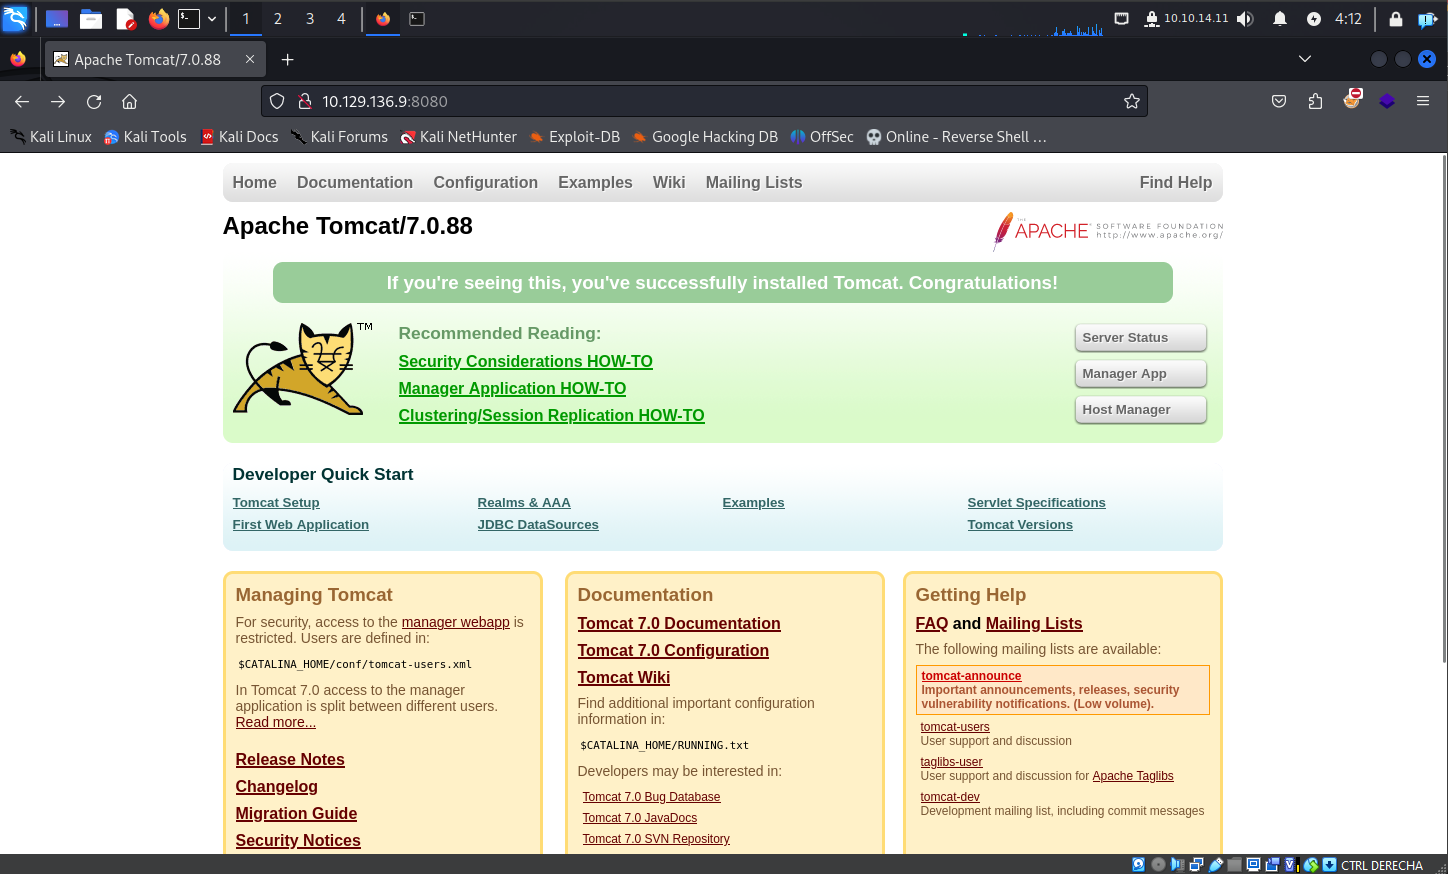 1 2 3 4 10.10.14.11 4:12
Apache Tomcat/7.0.88
10.129.136.9:8080
Kali Linux Kali Tools Kali Docs Kali Forums Kali NetHunter Exploit-DB Google Hacking DB OffSec Online - Reverse Shell …
Home Documentation Configuration Examples Wiki Mailing Lists Find Help
Apache Tomcat/7.0.88
THE APACHE® SOFTWARE FOUNDATION
http://www.apache.org/
If you're seeing this, you've successfully installed Tomcat. Congratulations!
TM
Recommended Reading:
Security Considerations HOW-TO
Manager Application HOW-TO
Clustering/Session Replication HOW-TO
Server Status
Manager App
Host Manager
Developer Quick Start
Tomcat Setup
First Web Application
Realms & AAA
JDBC DataSources
Examples
Servlet Specifications
Tomcat Versions
Managing Tomcat
For security, access to the manager webapp is
restricted. Users are defined in:
$CATALINA_HOME/conf/tomcat-users.xml
In Tomcat 7.0 access to the manager
application is split between different users.
Read more...
Release Notes
Changelog
Migration Guide
Security Notices
Documentation
Tomcat 7.0 Documentation
Tomcat 7.0 Configuration
Tomcat Wiki
Find additional important configuration
information in:
$CATALINA_HOME/RUNNING.txt
Developers may be interested in:
Tomcat 7.0 Bug Database
Tomcat 7.0 JavaDocs
Tomcat 7.0 SVN Repository
Getting Help
FAQ and Mailing Lists
The following mailing lists are available:
tomcat-announce
Important announcements, releases, security
vulnerability notifications. (Low volume).
tomcat-users
User support and discussion
taglibs-user
User support and discussion for Apache Taglibs
tomcat-dev
Development mailing list, including commit messages
CTRL DERECHA